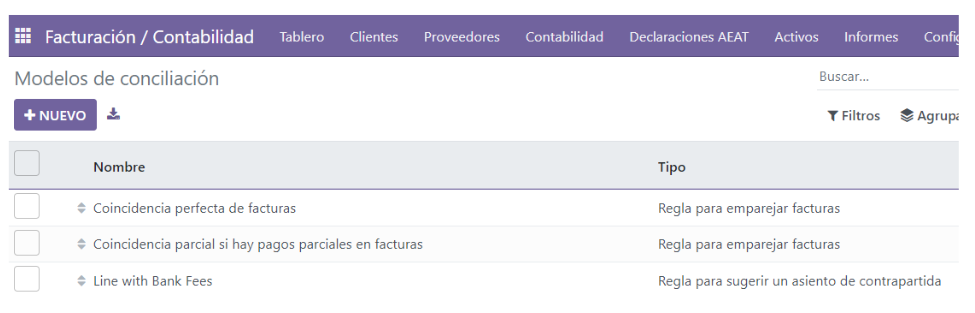 Facturación / Contabilidad Tablero Clientes Proveedores Contabilidad Declaraciones AEAT Activos Informes
Modelos de conciliación Buscar...
+ NUEVO Filtros
Nombre Tipo
Coincidencia perfecta de facturas Regla para emparejar facturas
Coincidencia parcial si hay pagos parciales en facturas Regla para emparejar facturas
Line with Bank Fees Regla para sugerir un asiento de contrapartida